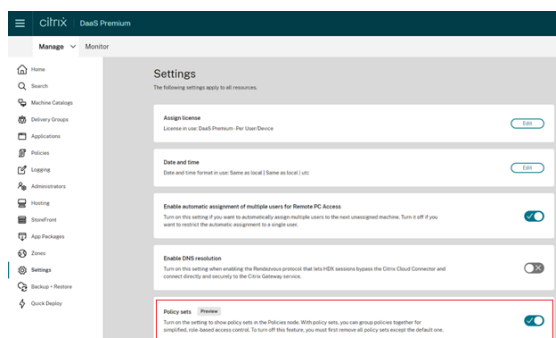 citrix DaaS Premium
Manage Monitor
Home
Search
Machine Catalogs
Delivery Groups
Applications
Policies
Logging
Administrators
Hosting
StoreFront
App Packages
Zones
Settings
Backup + Restore
Quick Deploy
Settings
The following settings apply to all resources.
Assign license
License in use: DaaS Premium - Per User/Device
Edit
Date and time
Date and time format in use: Same as local | Same as local | utc
Edit
Enable automatic assignment of multiple users for Remote PC Access
Turn on this setting if you want to automatically assign multiple users to the next unassigned machine. Turn it off if you
want to restrict the automatic assignment to a single user.
Enable DNS resolution
Turn on this setting when enabling the Rendezvous protocol that lets HDX sessions bypass the Citrix Cloud Connector and
connect directly and securely to the Citrix Gateway service.
Policy sets Preview
Turn on the setting to show policy sets in the Policies node. With policy sets, you can group policies together for
simplified, role-based access control. To turn off this feature, you must first remove all policy sets except the default one.